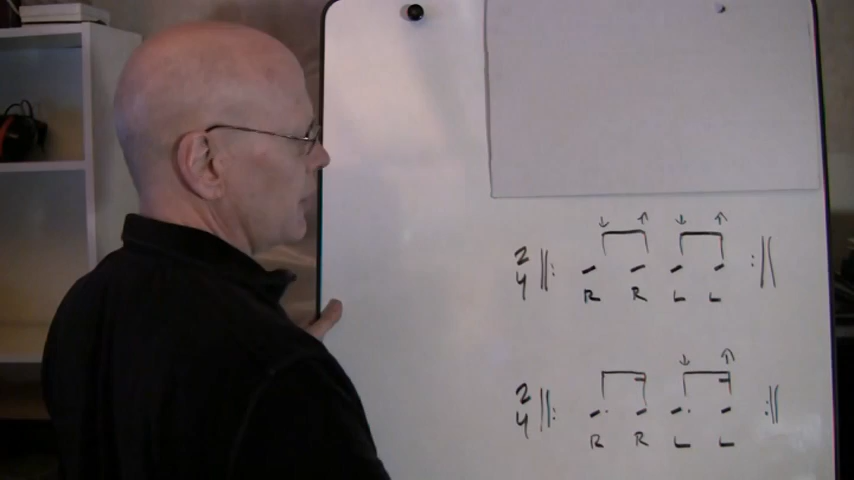 ↓ ↑ ↓ ↑
2
4
R R L L
↓ ↑
2
4
R R L L